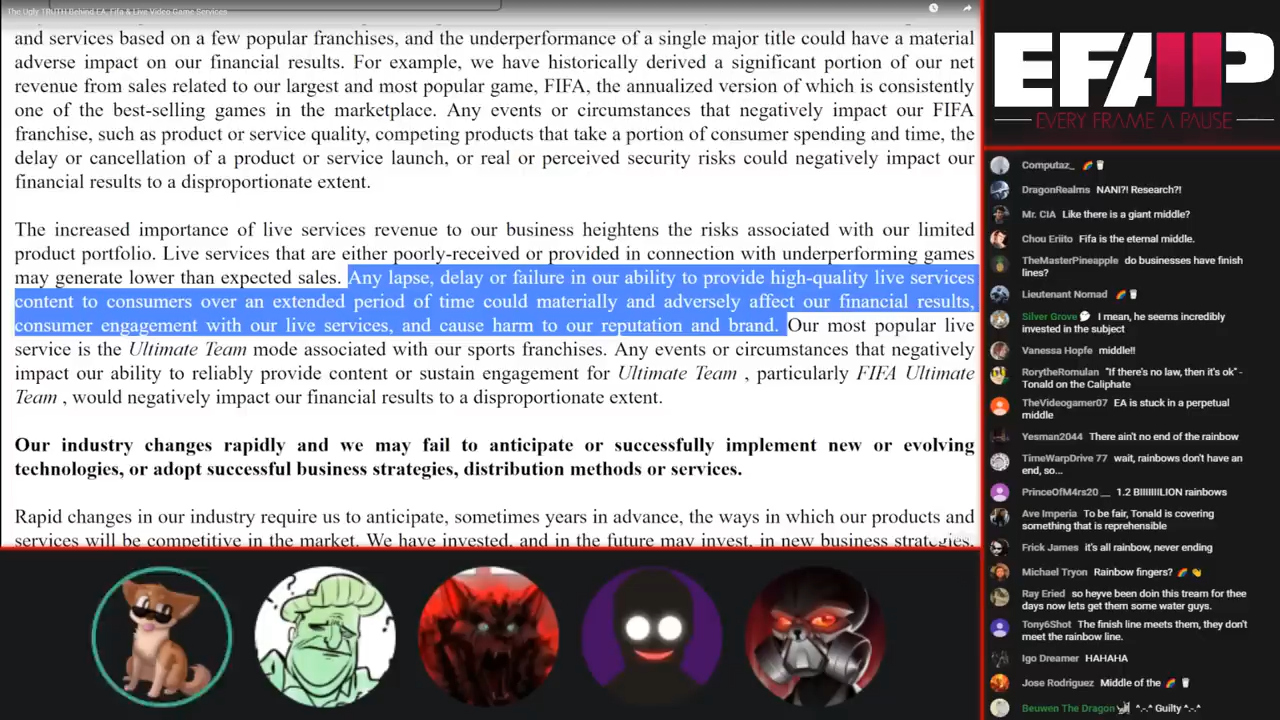 The Ugly TRUTH Behind EA, Fifa & Live Video Game Services
and services based on a few popular franchises, and the underperformance of a single major title could have a material
adverse impact on our financial results. For example, we have historically derived a significant portion of our net
revenue from sales related to our largest and most popular game, FIFA, the annualized version of which is consistently
one of the best-selling games in the marketplace. Any events or circumstances that negatively impact our FIFA
franchise, such as product or service quality, competing products that take a portion of consumer spending and time, the
delay or cancellation of a product or service launch, or real or perceived security risks could negatively impact our
financial results to a disproportionate extent.
The increased importance of live services revenue to our business heightens the risks associated with our limited
product portfolio. Live services that are either poorly-received or provided in connection with underperforming games
may generate lower than expected sales. Any lapse, delay or failure in our ability to provide high-quality live services
content to consumers over an extended period of time could materially and adversely affect our financial results,
consumer engagement with our live services, and cause harm to our reputation and brand. Our most popular live
service is the Ultimate Team mode associated with our sports franchises. Any events or circumstances that negatively
impact our ability to reliably provide content or sustain engagement for Ultimate Team , particularly FIFA Ultimate
Team , would negatively impact our financial results to a disproportionate extent.
Our industry changes rapidly and we may fail to anticipate or successfully implement new or evolving
technologies, or adopt successful business strategies, distribution methods or services.
Rapid changes in our industry require us to anticipate, sometimes years in advance, the ways in which our products and
services will be competitive in the market. We have invested, and in the future may invest, in new business strategies,
EFAP
EVERY FRAME A PAUSE
Computaz_ 🌈🥛
DragonRealms NANI?! Research?!
Mr. CIA Like there is a giant middle?
Chou Eriito Fifa is the eternal middle.
TheMasterPineapple do businesses have finish
lines?
Lieutenant Nomad 🌈🥛
Silver Grove I mean, he seems incredibly
invested in the subject
Vanessa Hopfe middle!!
RorytheRomulan "If there's no law, then it's ok" -
Tonald on the Caliphate
TheVideogamer07 EA is stuck in a perpetual
middle
Yesman2044 There ain't no end of the rainbow
TimeWarpDrive 77 wait, rainbows don't have an
end, so...
PrinceOfM4rs20 __ 1.2 BIIIIIIILION rainbows
Ave Imperia To be fair, Tonald is covering
something that is reprehensible
Frick James it's all rainbow, never ending
Michael Tryon Rainbow fingers? 🌈 👏
Ray Eried so heyve been doin this tream for thee
days now lets get them some water guys.
Tony6Shot The finish line meets them, they don't
meet the rainbow line.
Igo Dreamer HAHAHA
Jose Rodriguez Middle of the 🌈🥛
Beuwen The Dragon ^.-.^ Guilty ^.-.^